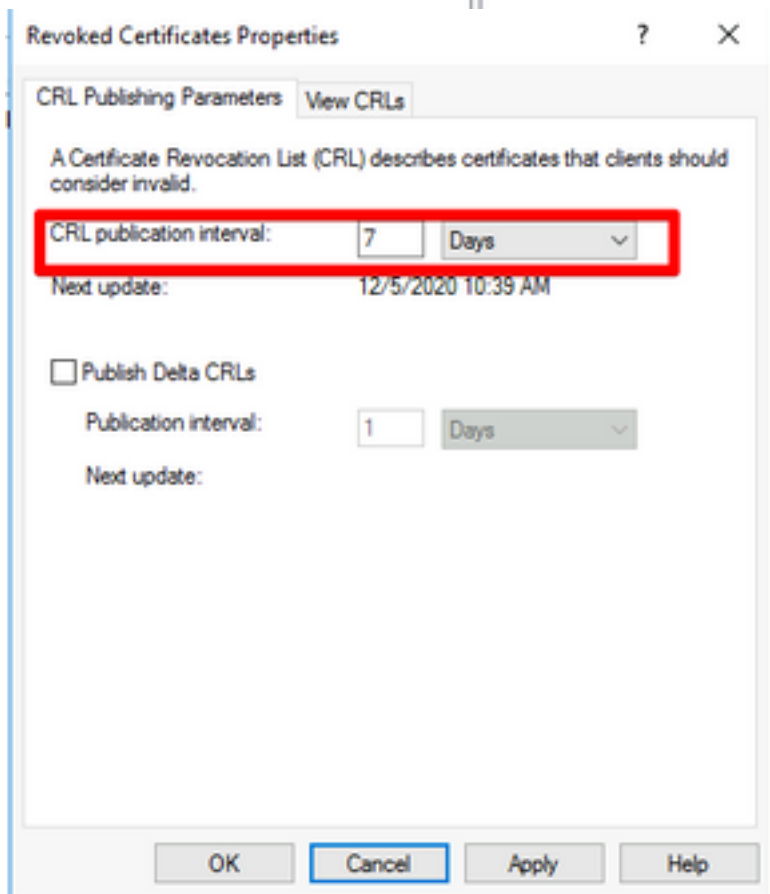 Revoked Certificates Properties ? ×
CRL Publishing Parameters View CRLs
A Certificate Revocation List (CRL) describes certificates that clients should
consider invalid.
CRL publication interval: 7 Days
Next update: 12/5/2020 10:39 AM
Publish Delta CRLs
Publication interval: 1 Days
Next update:
OK Cancel Apply Help